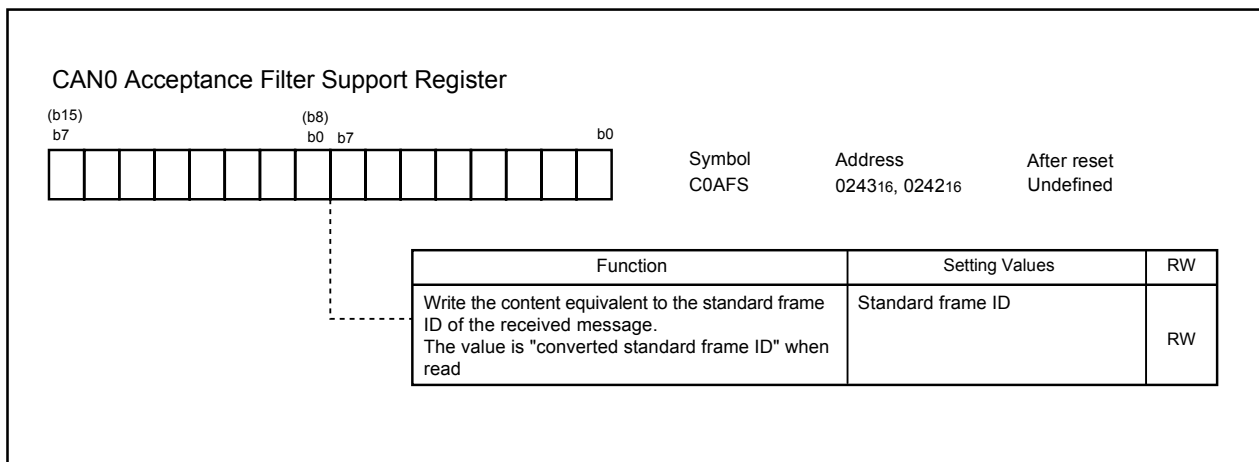 CAN0 Acceptance Filter Support Register
(b15) (b8)
b7 b0 b7 b0
Symbol Address After reset
C0AFS 024316, 024216 Undefined
Function Setting Values RW
Write the content equivalent to the standard frame Standard frame ID
ID of the received message.
RW
The value is "converted standard frame ID" when
read